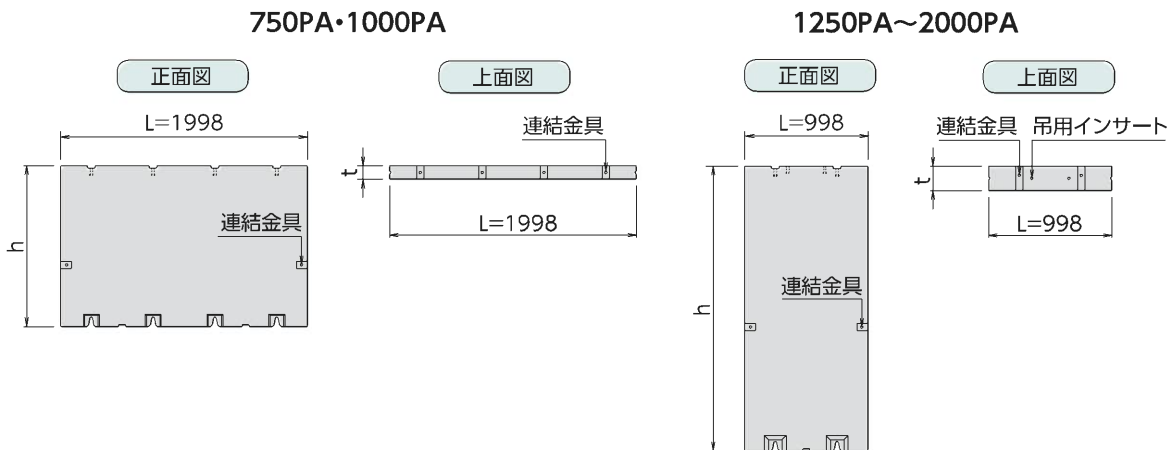 750PA・1000PA
正面図
上面図
L=1998
連結金具
t
L=1998
連結金具
h
1250PA～2000PA
正面図
上面図
L=998
連結金具 吊用インサート
t
L=998
連結金具
h